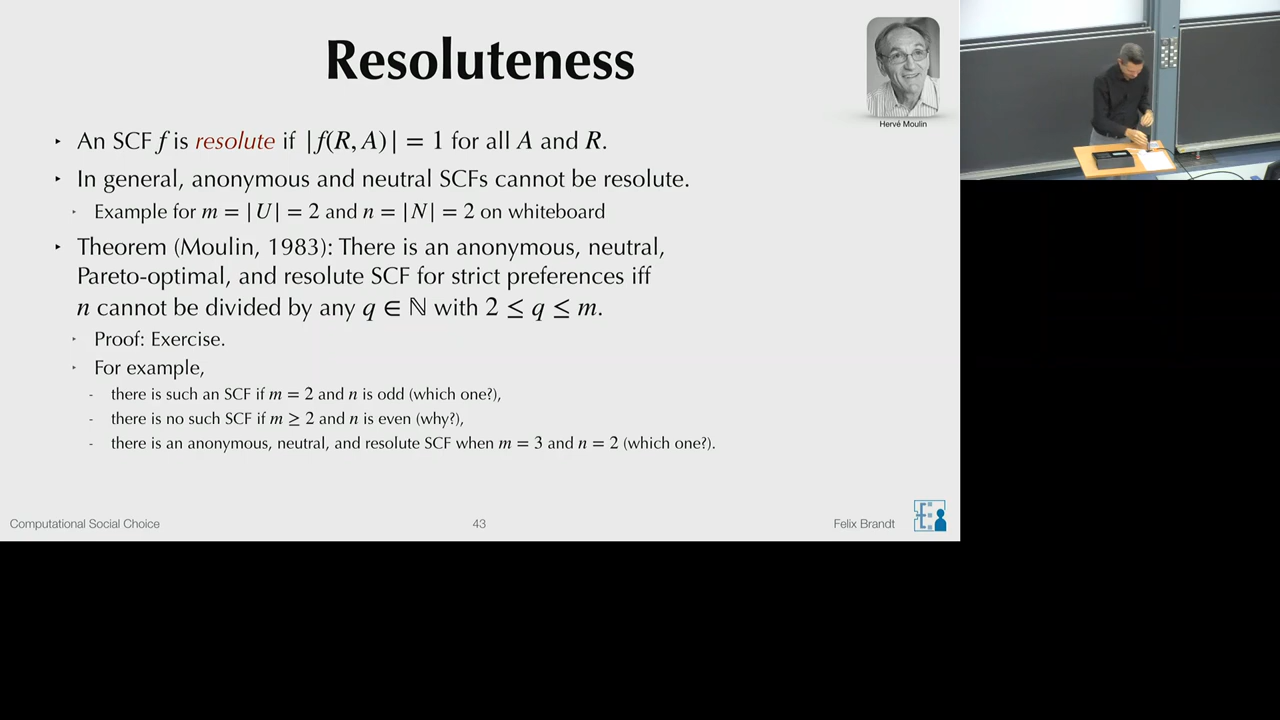 Resoluteness
Hervé Moulin
‣ An SCF f is resolute if |f(R, A)| = 1 for all A and R.
‣ In general, anonymous and neutral SCFs cannot be resolute.
‣ Example for m = |U| = 2 and n = |N| = 2 on whiteboard
‣ Theorem (Moulin, 1983): There is an anonymous, neutral,
Pareto-optimal, and resolute SCF for strict preferences iff
n cannot be divided by any q ∈ ℕ with 2 ≤ q ≤ m.
‣ Proof: Exercise.
‣ For example,
- there is such an SCF if m = 2 and n is odd (which one?),
- there is no such SCF if m ≥ 2 and n is even (why?),
- there is an anonymous, neutral, and resolute SCF when m = 3 and n = 2 (which one?).
Computational Social Choice
43
Felix Brandt